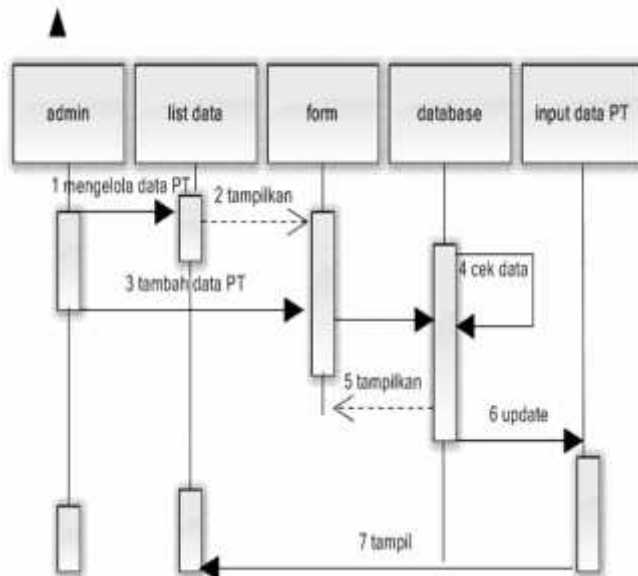 admin
list data
form
database
input data PT
1 mengelola data PT
2 tampilkan
3 tambah data PT
4 cek data
5 tampilkan
6 update
7 tampil